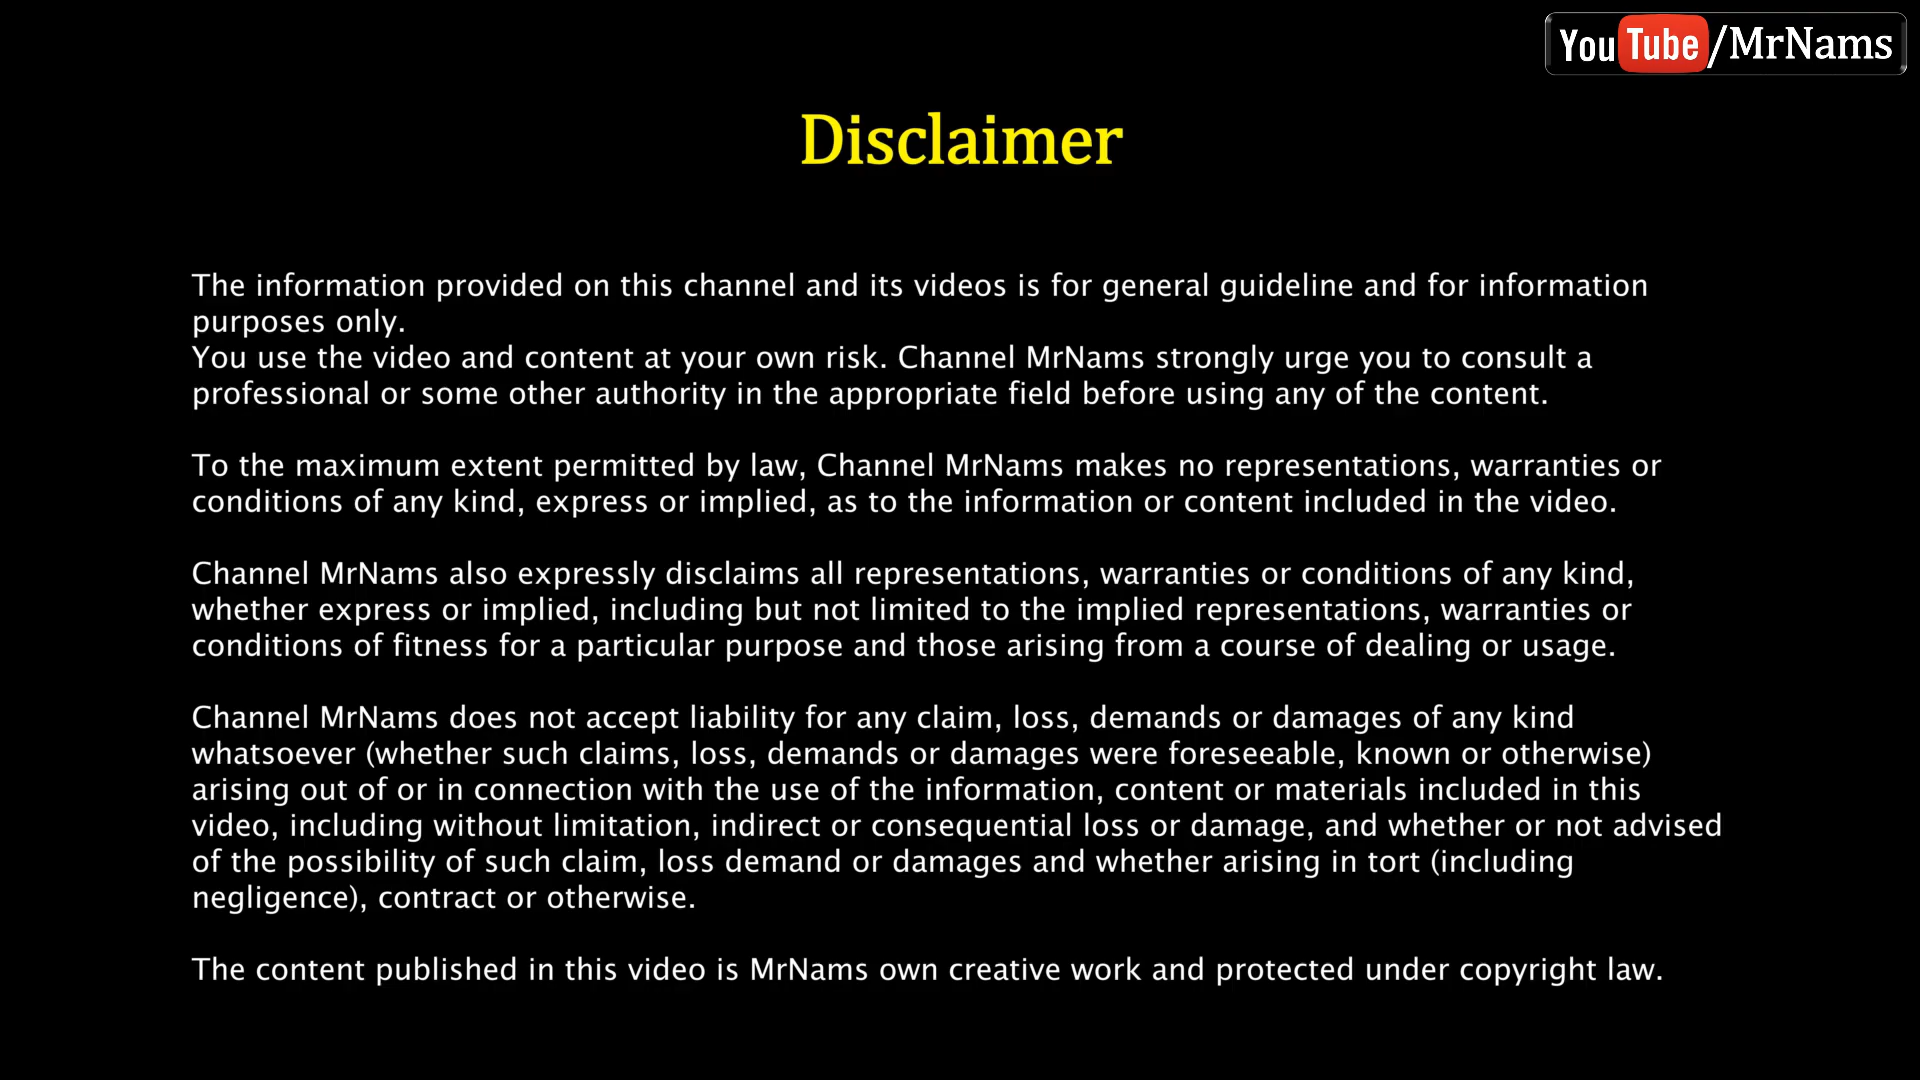 YouTube/MrNams
Disclaimer
The information provided on this channel and its videos is for general guideline and for information
purposes only.
You use the video and content at your own risk. Channel MrNams strongly urge you to consult a
professional or some other authority in the appropriate field before using any of the content.
To the maximum extent permitted by law, Channel MrNams makes no representations, warranties or
conditions of any kind, express or implied, as to the information or content included in the video.
Channel MrNams also expressly disclaims all representations, warranties or conditions of any kind,
whether express or implied, including but not limited to the implied representations, warranties or
conditions of fitness for a particular purpose and those arising from a course of dealing or usage.
Channel MrNams does not accept liability for any claim, loss, demands or damages of any kind
whatsoever (whether such claims, loss, demands or damages were foreseeable, known or otherwise)
arising out of or in connection with the use of the information, content or materials included in this
video, including without limitation, indirect or consequential loss or damage, and whether or not advised
of the possibility of such claim, loss demand or damages and whether arising in tort (including
negligence), contract or otherwise.
The content published in this video is MrNams own creative work and protected under copyright law.